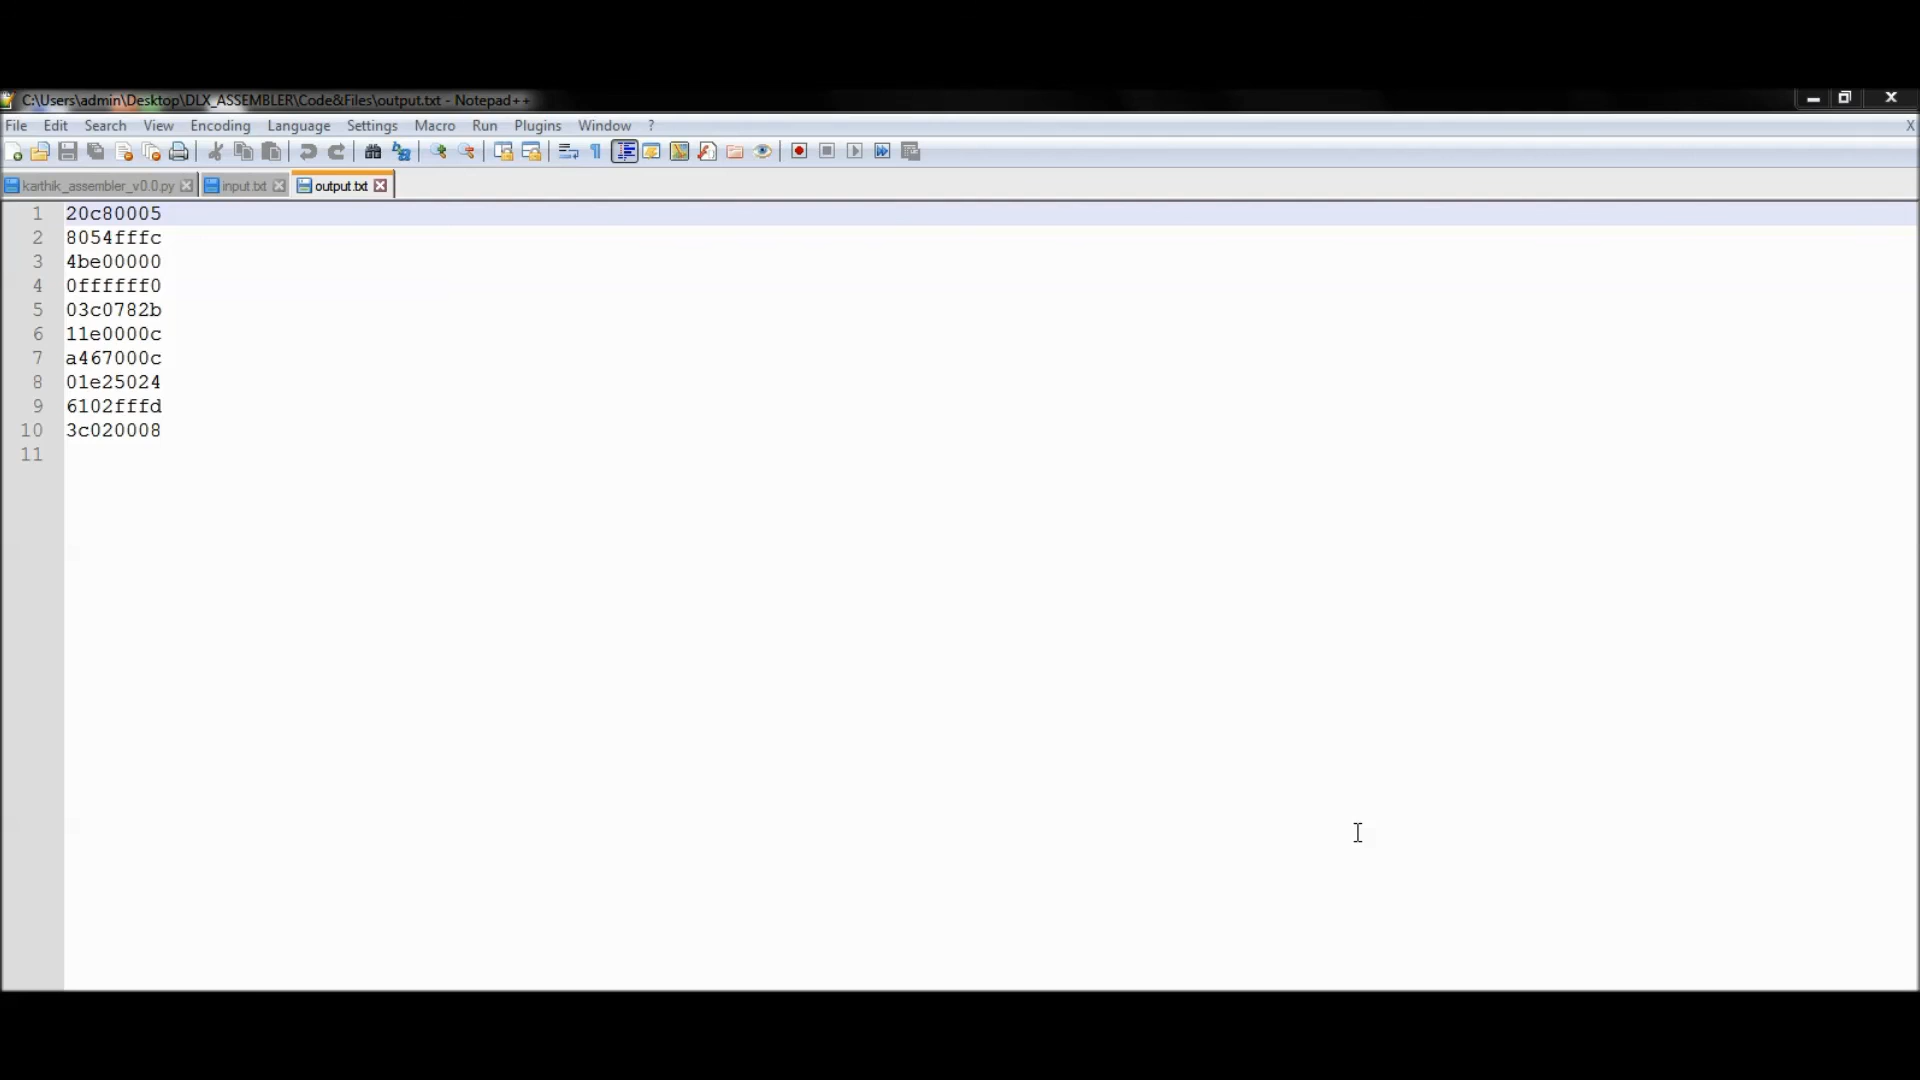 C:\Users\admin\Desktop\DLX_ASSEMBLER\Code&Files\output.txt - Notepad++
File Edit Search View Encoding Language Settings Macro Run Plugins Window ? X
karthik_assembler_v0.0.py input.txt output.txt
1 20c80005
2 8054fffc
3 4be00000
4 0ffffff0
5 03c0782b
6 11e0000c
7 a467000c
8 01e25024
9 6102fffd
10 3c020008
11